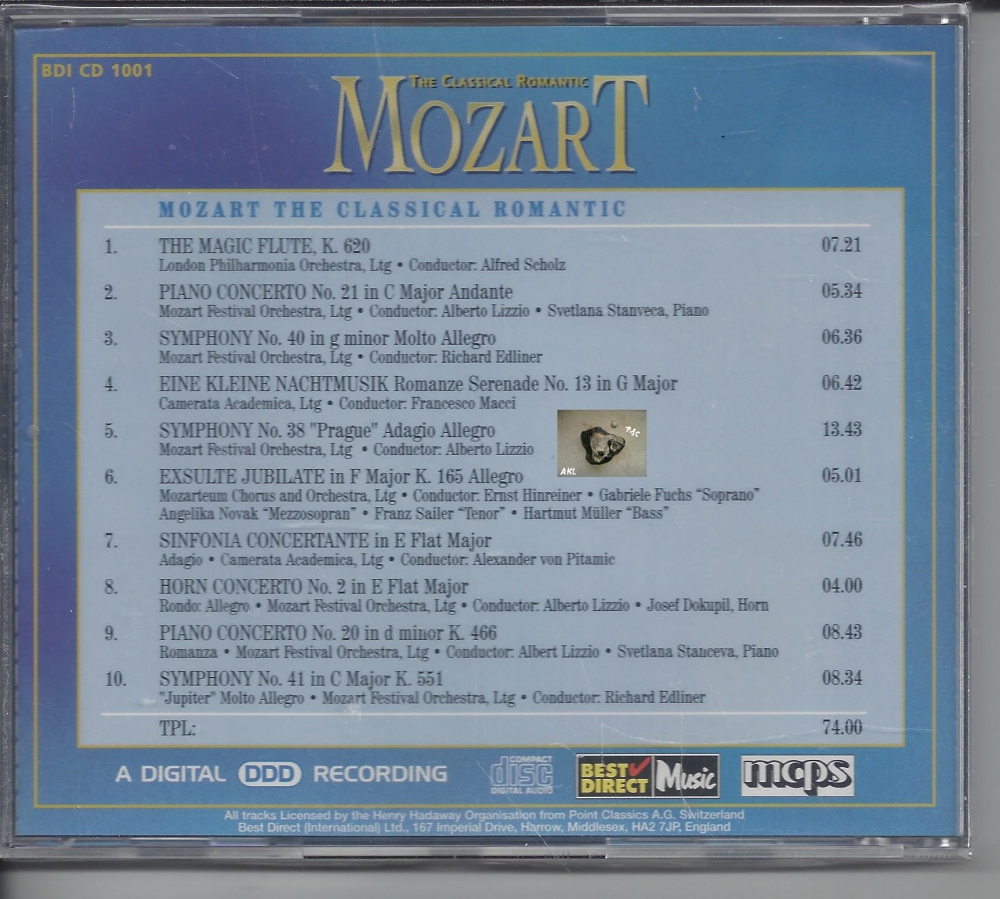 BDI CD 1001
THE CLASSICAL ROMANTIC
MOZART
MOZART THE CLASSICAL ROMANTIC
1. THE MAGIC FLUTE, K. 620 07.21
London Philharmonia Orchestra, Ltg • Conductor: Alfred Scholz
2. PIANO CONCERTO No. 21 in C Major Andante 05.34
Mozart Festival Orchestra, Ltg • Conductor: Alberto Lizzio • Svetlana Stanveca, Piano
3. SYMPHONY No. 40 in g minor Molto Allegro 06.36
Mozart Festival Orchestra, Ltg • Conductor: Richard Edliner
4. EINE KLEINE NACHTMUSIK Romanze Serenade No. 13 in G Major 06.42
Camerata Academica, Ltg • Conductor: Francesco Macci
5. SYMPHONY No. 38 "Prague" Adagio Allegro 13.43
Mozart Festival Orchestra, Ltg • Conductor: Alberto Lizzio
PSC
AKL
6. EXSULTE JUBILATE in F Major K. 165 Allegro 05.01
Mozarteum Chorus and Orchestra, Ltg • Conductor: Ernst Hinreiner • Gabriele Fuchs "Soprano"
Angelika Novak "Mezzosopran" • Franz Sailer "Tenor" • Hartmut Müller "Bass"
7. SINFONIA CONCERTANTE in E Flat Major 07.46
Adagio • Camerata Academica, Ltg • Conductor: Alexander von Pitamic
8. HORN CONCERTO No. 2 in E Flat Major 04.00
Rondo: Allegro • Mozart Festival Orchestra, Ltg • Conductor: Alberto Lizzio • Josef Dokupil, Horn
9. PIANO CONCERTO No. 20 in d minor K. 466 08.43
Romanza • Mozart Festival Orchestra, Ltg • Conductor: Albert Lizzio • Svetlana Stanceva, Piano
10. SYMPHONY No. 41 in C Major K. 551 08.34
"Jupiter" Molto Allegro • Mozart Festival Orchestra, Ltg • Conductor: Richard Edliner
TPL: 74.00
A DIGITAL DDD RECORDING
COMPACT
disc
DIGITAL AUDIO
BEST
DIRECT
Music
mcps
All tracks Licensed by the Henry Hadaway Organisation from Point Classics A.G. Switzerland
Best Direct (International) Ltd., 167 Imperial Drive, Harrow, Middlesex, HA2 7JP, England